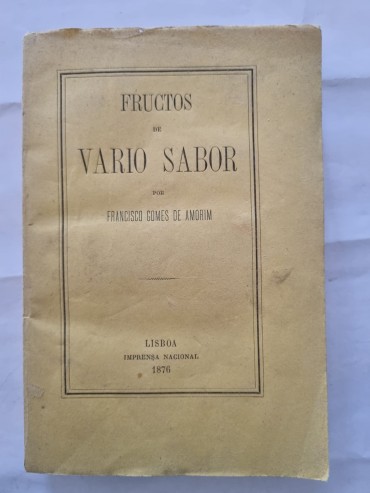 FRUCTOS
DE
VARIO SABOR
POR
FRANCISCO GOMES DE AMORIM
LISBOA
IMPRENSA NACIONAL
1876